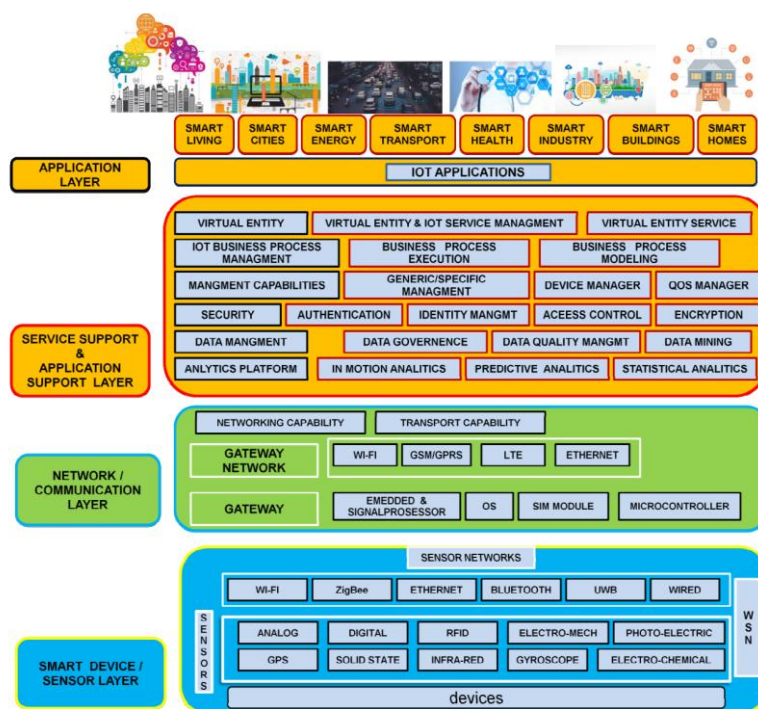 SMART LIVING
SMART CITIES
SMART ENERGY
SMART TRANSPORT
SMART HEALTH
SMART INDUSTRY
SMART BUILDINGS
SMART HOMES
APPLICATION
LAYER
IOT APPLICATIONS
SERVICE SUPPORT
&
APPLICATION
SUPPORT LAYER
VIRTUAL ENTITY
VIRTUAL ENTITY & IOT SERVICE MANAGMENT
VIRTUAL ENTITY SERVICE
IOT BUSINESS PROCESS
MANAGMENT
BUSINESS PROCESS
EXECUTION
BUSINESS PROCESS
MODELING
MANGMENT CAPABILITIES
GENERIC/SPECIFIC
MANAGMENT
DEVICE MANAGER
QOS MANAGER
SECURITY
AUTHENTICATION
IDENTITY MANGMT
ACEESS CONTROL
ENCRYPTION
DATA MANGMENT
DATA GOVERNENCE
DATA QUALITY MANGMT
DATA MINING
ANLYTICS PLATFORM
IN MOTION ANALITICS
PREDICTIVE ANALITICS
STATISTICAL ANALITICS
NETWORK /
COMMUNICATION
LAYER
NETWORKING CAPABILITY
TRANSPORT CAPABILITY
GATEWAY
NETWORK
WI-FI
GSM/GPRS
LTE
ETHERNET
GATEWAY
EMEDDED &
SIGNALPROSESSOR
OS
SIM MODULE
MICROCONTROLLER
SMART DEVICE /
SENSOR LAYER
SENSOR NETWORKS
WI-FI
ZigBee
ETHERNET
BLUETOOTH
UWB
WIRED
SENSORS
WSN
ANALOG
DIGITAL
RFID
ELECTRO-MECH
PHOTO-ELECTRIC
GPS
SOLID STATE
INFRA-RED
GYROSCOPE
ELECTRO-CHEMICAL
devices